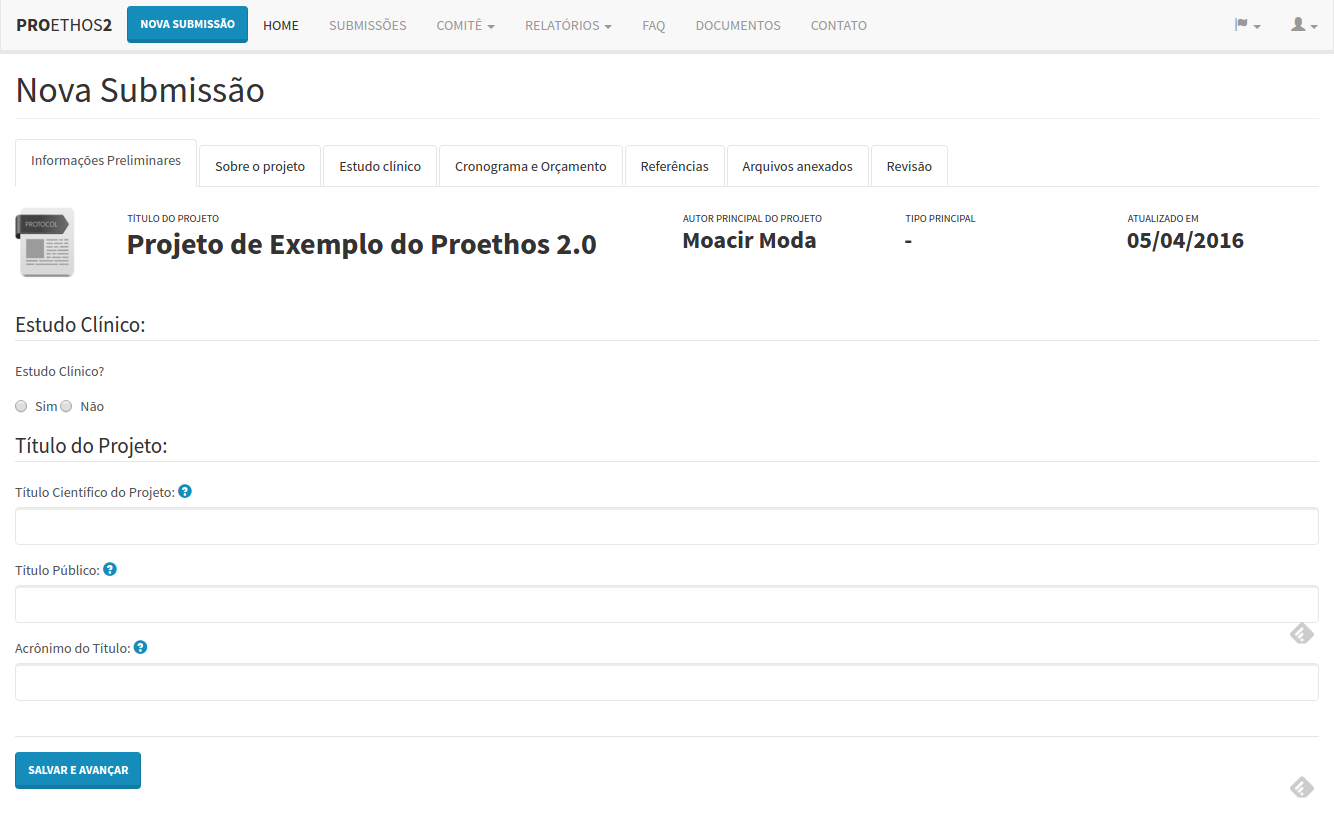 PROETHOS2 NOVA SUBMISSÃO HOME SUBMISSÕES COMITÊ RELATÓRIOS FAQ DOCUMENTOS CONTATO
Nova Submissão
Informações Preliminares Sobre o projeto Estudo clínico Cronograma e Orçamento Referências Arquivos anexados Revisão
PROTOCOL
TÍTULO DO PROJETO AUTOR PRINCIPAL DO PROJETO TIPO PRINCIPAL ATUALIZADO EM
Projeto de Exemplo do Proethos 2.0 Moacir Moda - 05/04/2016
Estudo Clínico:
Estudo Clínico?
Sim Não
Título do Projeto:
Título Científico do Projeto: ?
Título Público: ?
Acrônimo do Título: ?
SALVAR E AVANÇAR